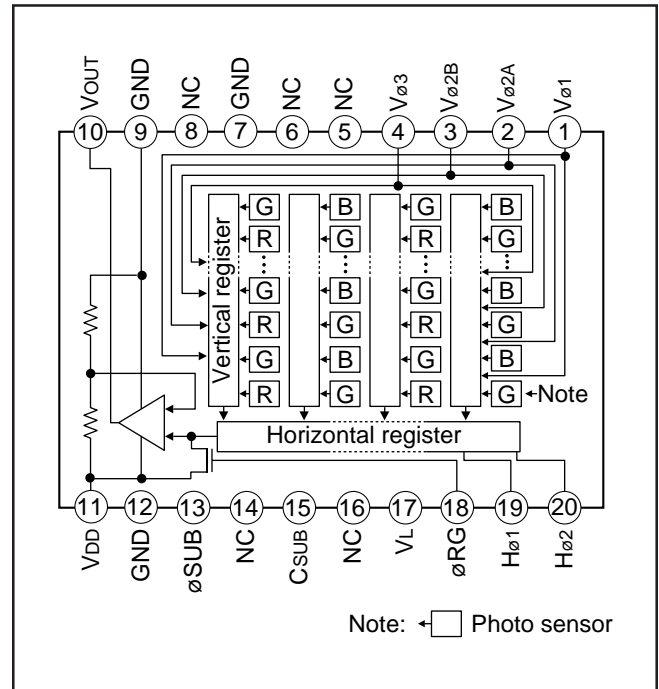 VOUT GND NC GND NC NC Vø3 Vø2B Vø2A Vø1
10 9 8 7 6 5 4 3 2 1
Vertical register
G B G B
R G R G
G B G B
R G R G
G B G B
R G R G
Note
Horizontal register
11 12 13 14 15 16 17 18 19 20
VDD GND øSUB NC CSUB NC VL øRG Hø1 Hø2
Note: Photo sensor